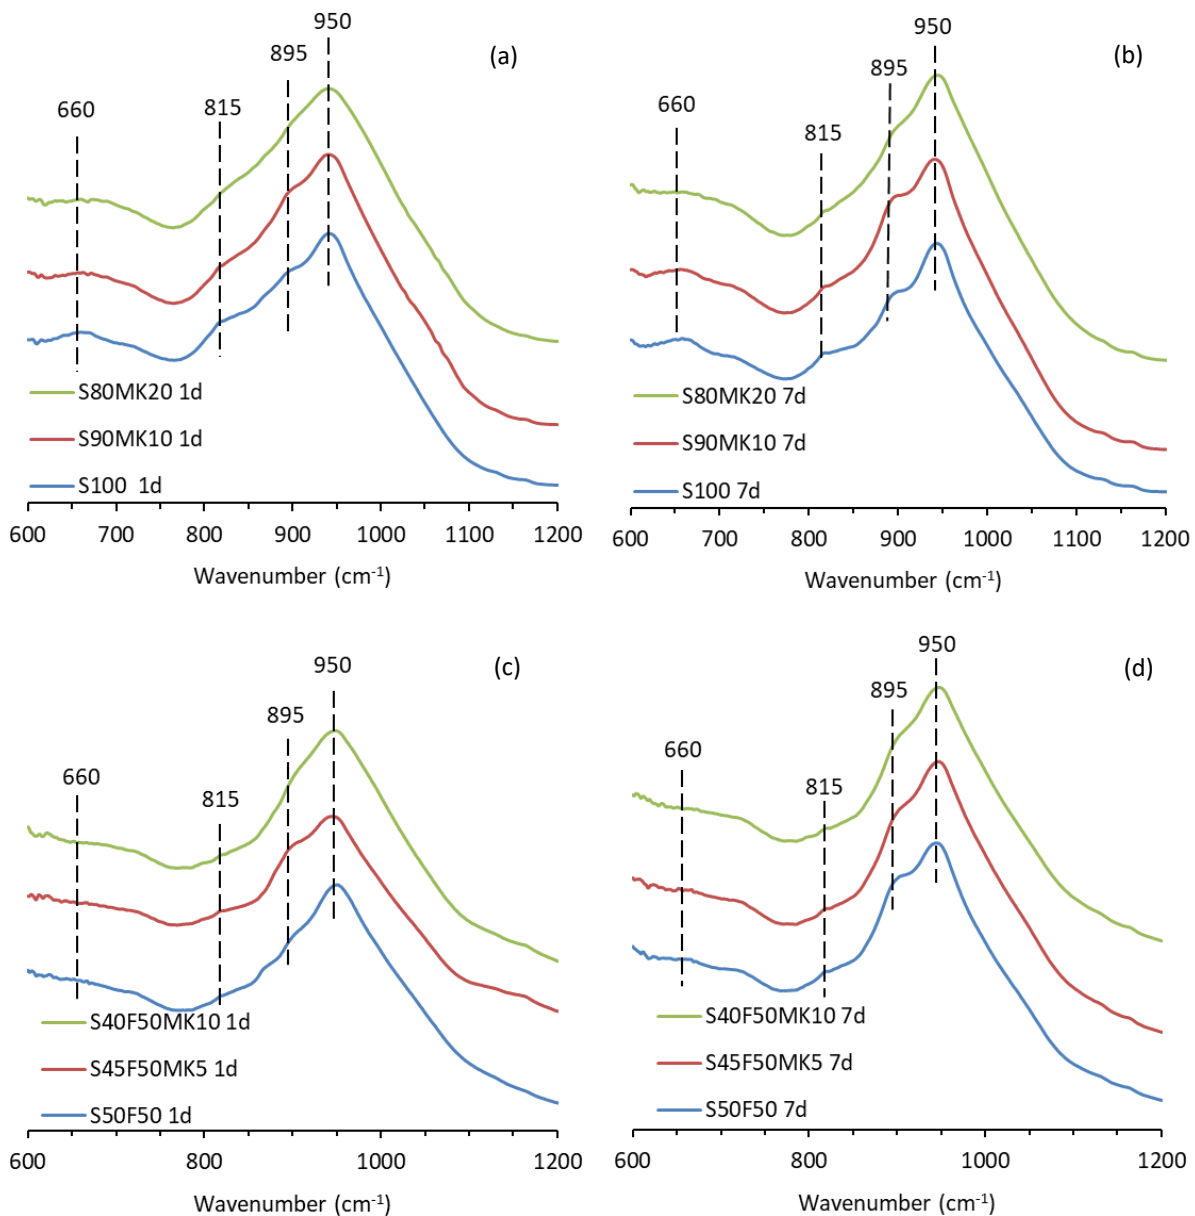 950
(a)
895
660
815
S80MK20 1d
S90MK10 1d
S100 1d
600 700 800 900 1000 1100 1200
Wavenumber (cm-1)
950
(b)
895
660
815
S80MK20 7d
S90MK10 7d
S100 7d
600 700 800 900 1000 1100 1200
Wavenumber (cm-1)
950
(c)
895
660
815
S40F50MK10 1d
S45F50MK5 1d
S50F50 1d
600 800 1000 1200
Wavenumber (cm-1)
950
(d)
895
660
815
S40F50MK10 7d
S45F50MK5 7d
S50F50 7d
600 800 1000 1200
Wavenumber (cm-1)